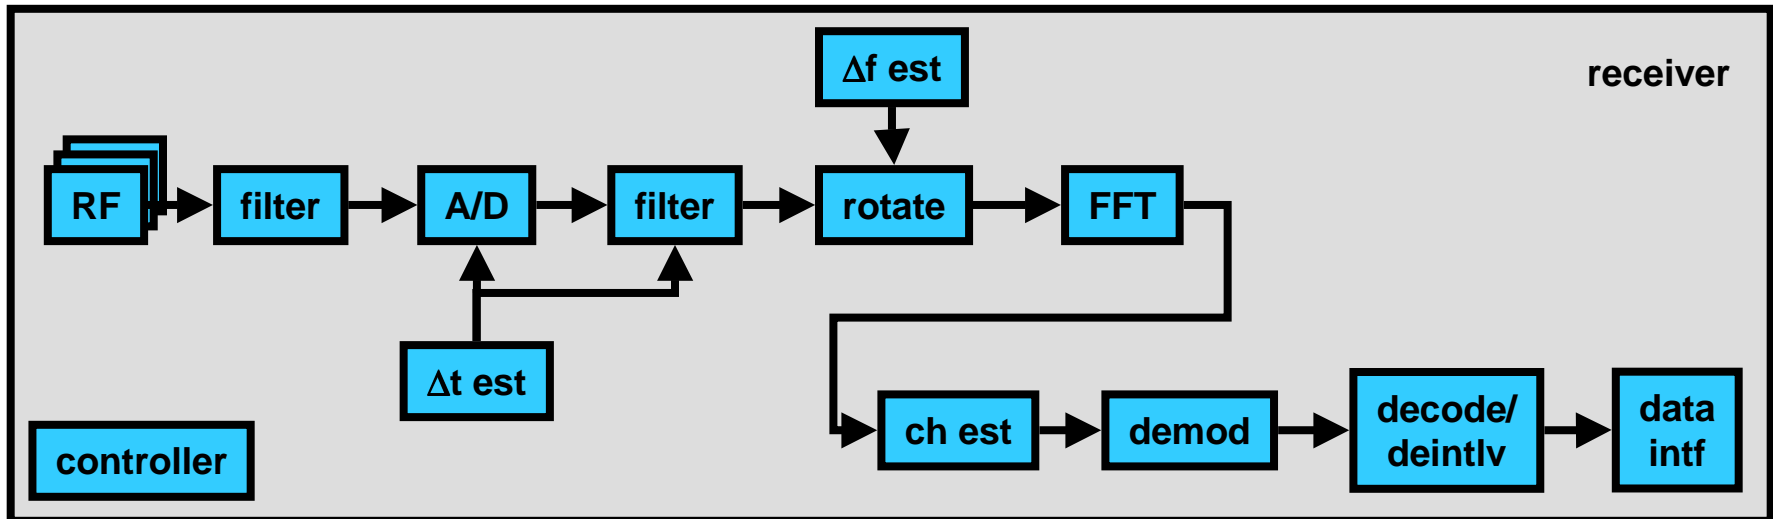 Δf est
receiver
RF
filter
A/D
filter
rotate
FFT
Δt est
ch est
demod
decode/
deintlv
data
intf
controller